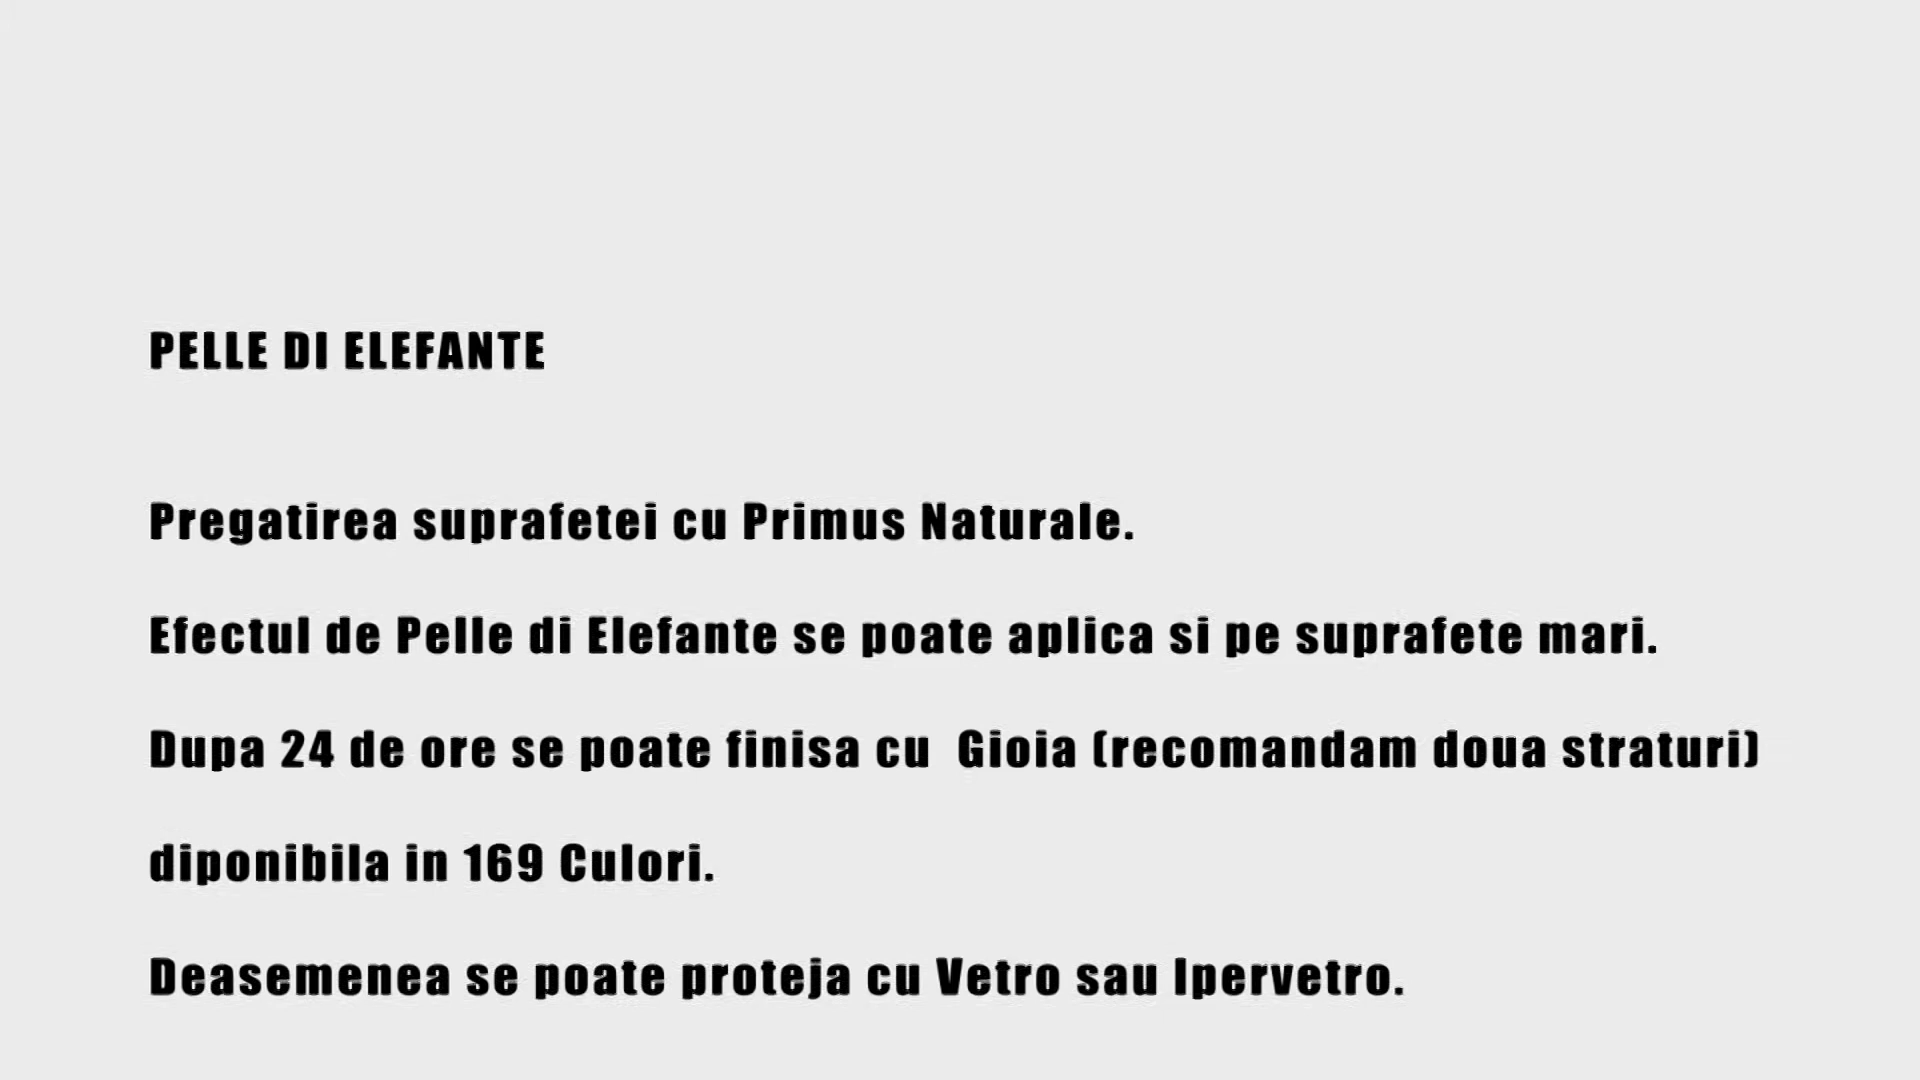 PELLE DI ELEFANTE
Pregatirea suprafetei cu Primus Naturale.
Efectul de Pelle di Elefante se poate aplica si pe suprafete mari.
Dupa 24 de ore se poate finisa cu  Gioia (recomandam doua straturi)
diponibila in 169 Culori.
Deasemenea se poate proteja cu Vetro sau Ipervetro.